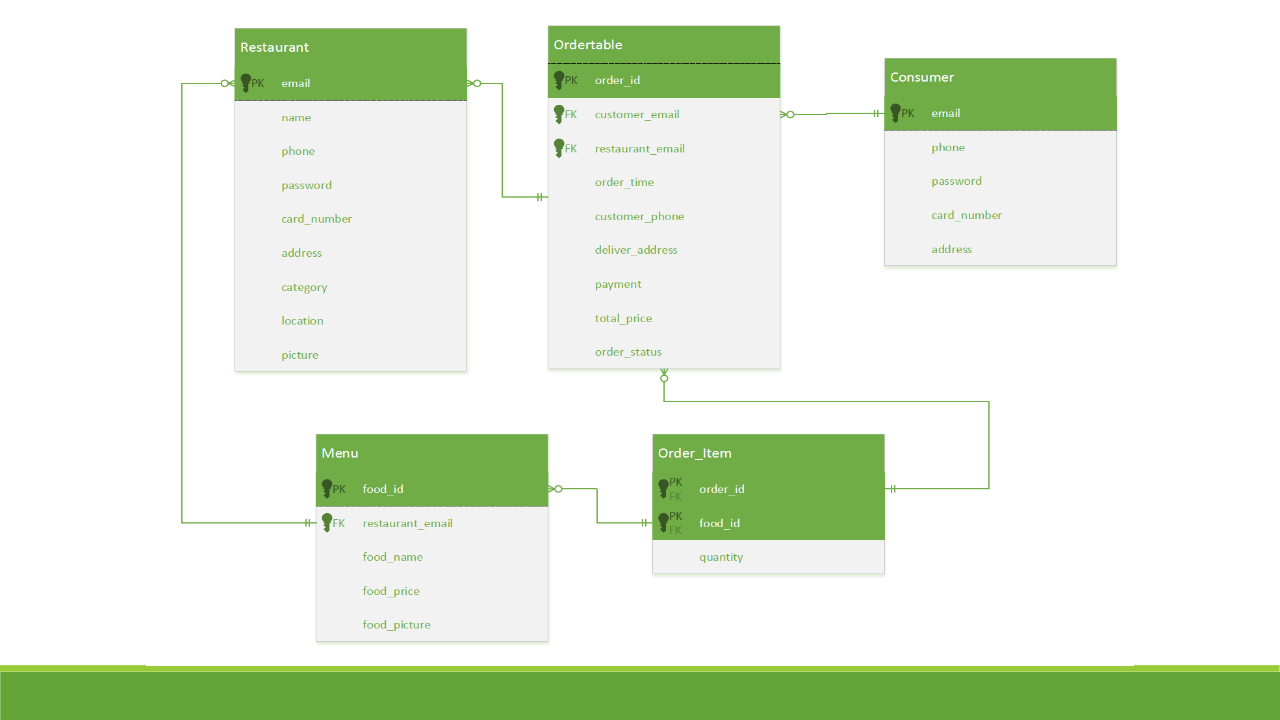 Restaurant
PK email
name
phone
password
card_number
address
category
location
picture
Ordertable
PK order_id
FK customer_email
FK restaurant_email
order_time
customer_phone
deliver_address
payment
total_price
order_status
Consumer
PK email
phone
password
card_number
address
Menu
PK food_id
FK restaurant_email
food_name
food_price
food_picture
Order_Item
PK
FK order_id
PK
FK food_id
quantity